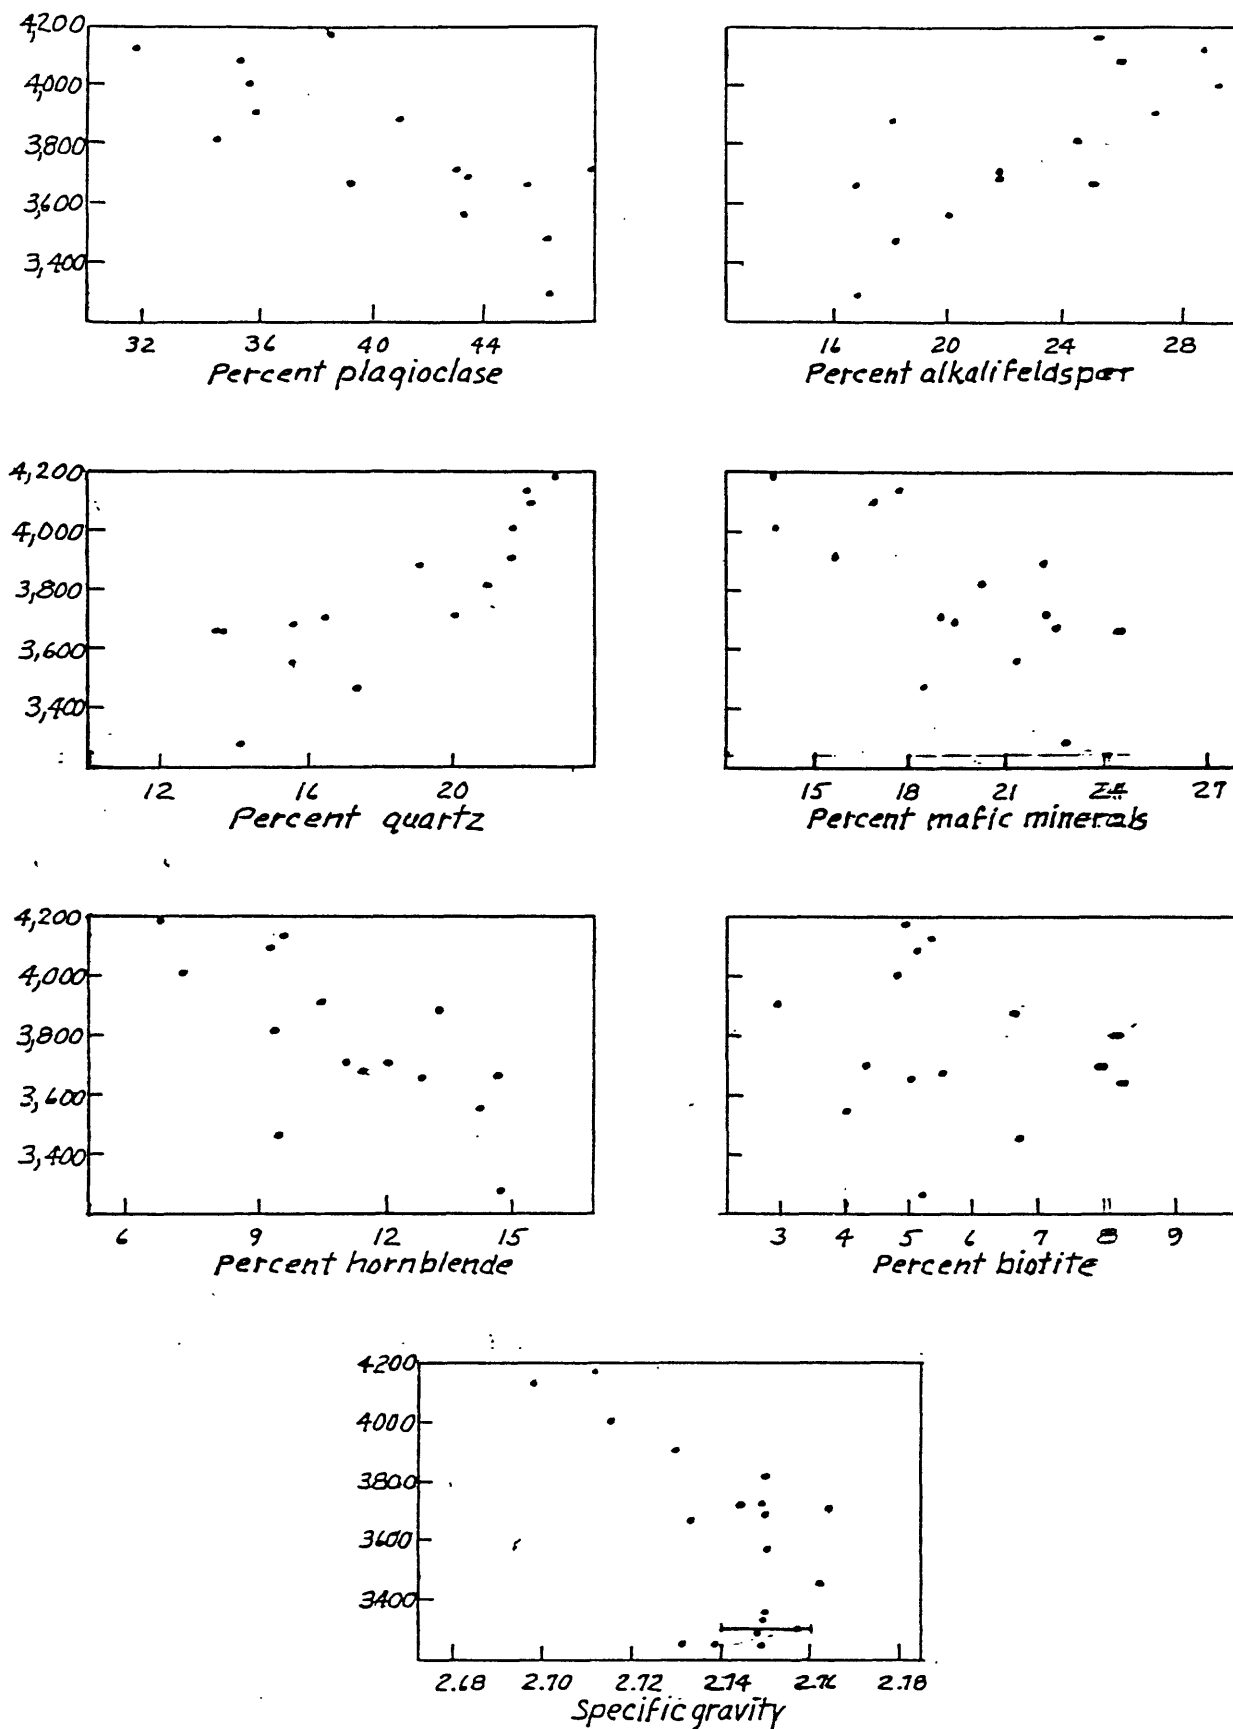 4,200
4,000
3,800
3,600
3,400
32 36 40 44
Percent plagioclase
16 20 24 28
Percent alkali feldspar
4,200
4,000
3,800
3,600
3,400
12 16 20
Percent quartz
15 18 21 24 27
Percent mafic minerals
4,200
4,000
3,800
3,600
3,400
6 9 12 15
Percent hornblende
3 4 5 6 7 8 9
Percent biotite
4200
4000
3800
3600
3400
2.68 2.70 2.72 2.74 2.76 2.78
Specific gravity